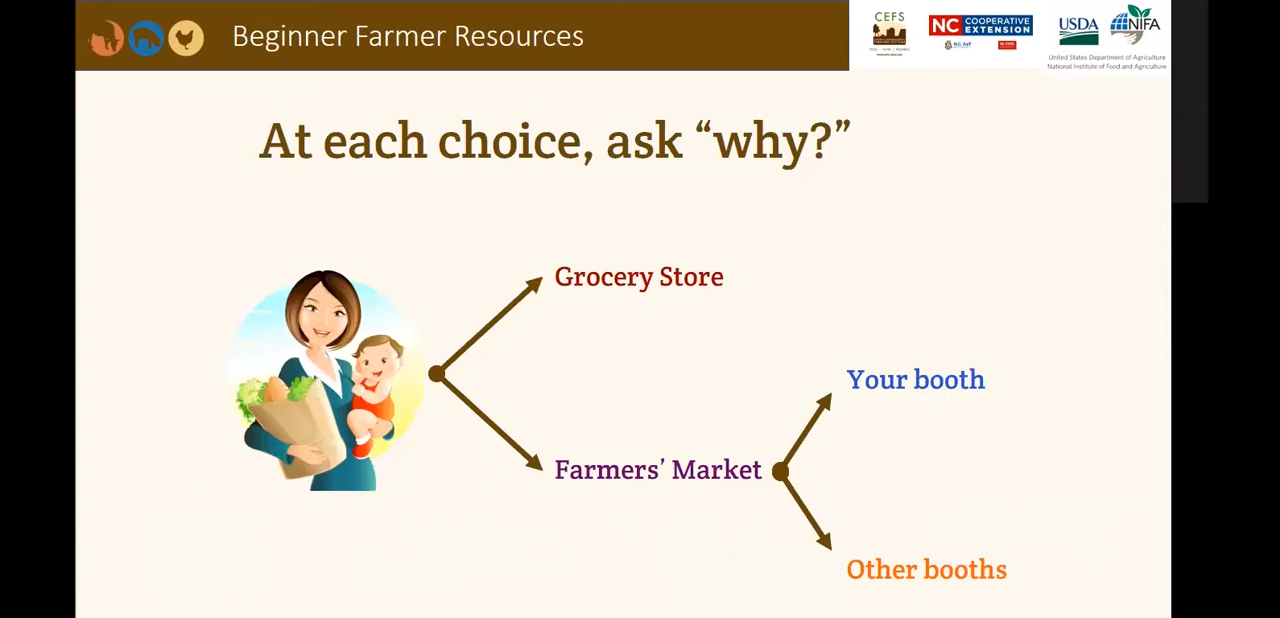 Beginner Farmer Resources
CEFS
NC COOPERATIVE
EXTENSION
USDA
NIFA
United States Department of Agriculture
National Institute of Food and Agriculture
At each choice, ask “why?”
Grocery Store
Your booth
Farmers’ Market
Other booths